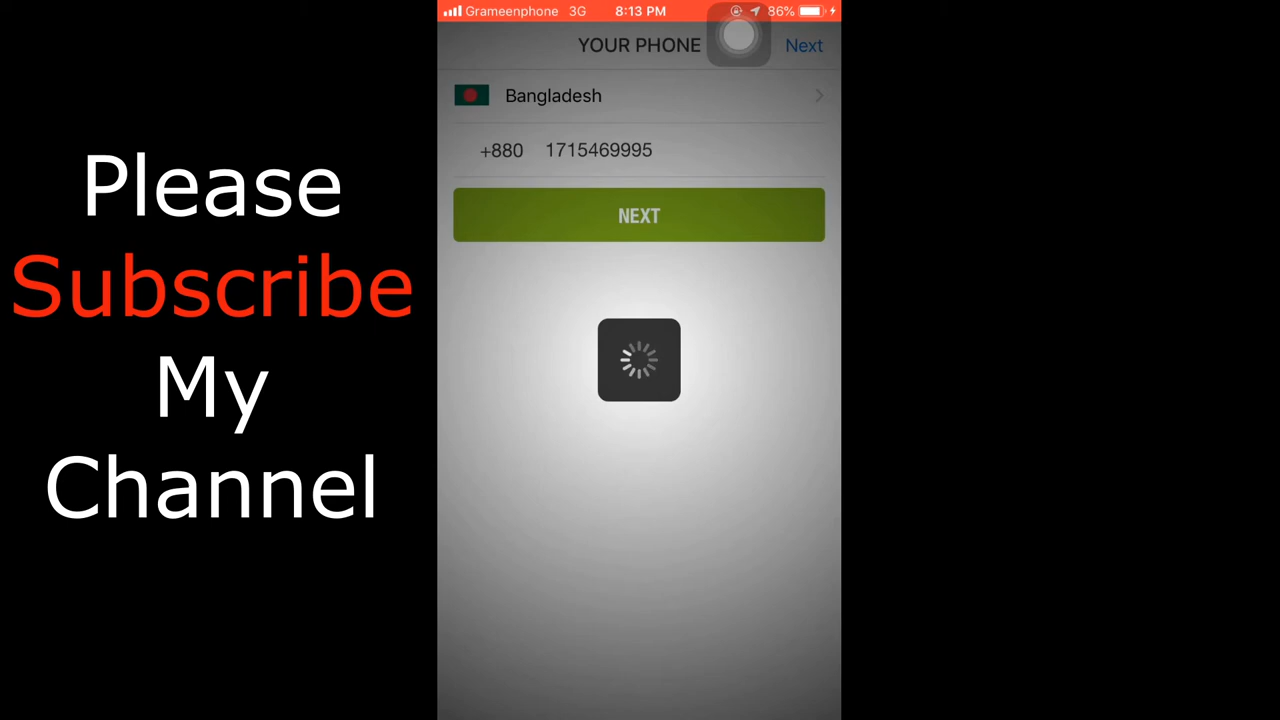 Please
Subscribe
My
Channel
Grameenphone 3G 8:13 PM 86%
YOUR PHONE Next
Bangladesh
+880 1715469995
NEXT